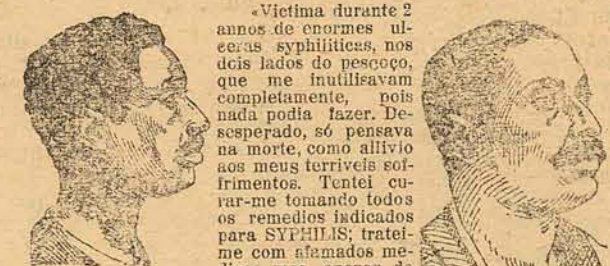 «Victima durante 2
annos de enormes ul-
ceras syphiliticas, nos
dois lados do pescoço,
que me inutilisavam
completamente, pois
nada podia fazer. De-
sesperado, só pensava
na morte, como allivio
aos meus terriveis sof-
frimentos. Tentei cu-
rar-me tomando todos
os remedios indicados
para SYPHILIS; tratei-
me com afamados me-